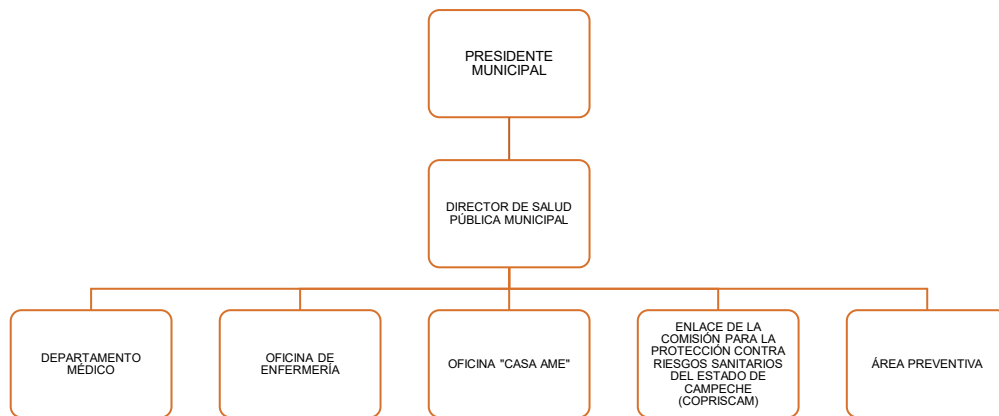 PRESIDENTE
MUNICIPAL
DIRECTOR DE SALUD
PÚBLICA MUNICIPAL
DEPARTAMENTO
MÉDICO
OFICINA DE
ENFERMERÍA
OFICINA "CASA AME"
ENLACE DE LA
COMISIÓN PARA LA
PROTECCIÓN CONTRA
RIESGOS SANITARIOS
DEL ESTADO DE
CAMPECHE
(COPRISCAM)
ÁREA PREVENTIVA